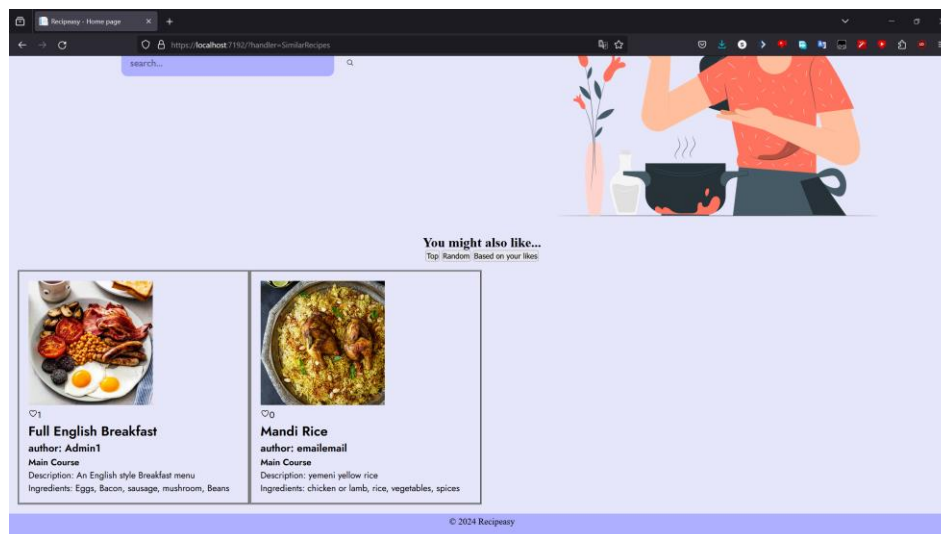 Recipeasy - Home page
https://localhost:7192/?handler=SimilarRecipes
search...
You might also like...
Top Random Based on your likes
1
Full English Breakfast
author: Admin1
Main Course
Description: An English style Breakfast menu
Ingredients: Eggs, Bacon, sausage, mushroom, Beans
0
Mandi Rice
author: emailemail
Main Course
Description: yemeni yellow rice
Ingredients: chicken or lamb, rice, vegetables, spices
© 2024 Recipeasy